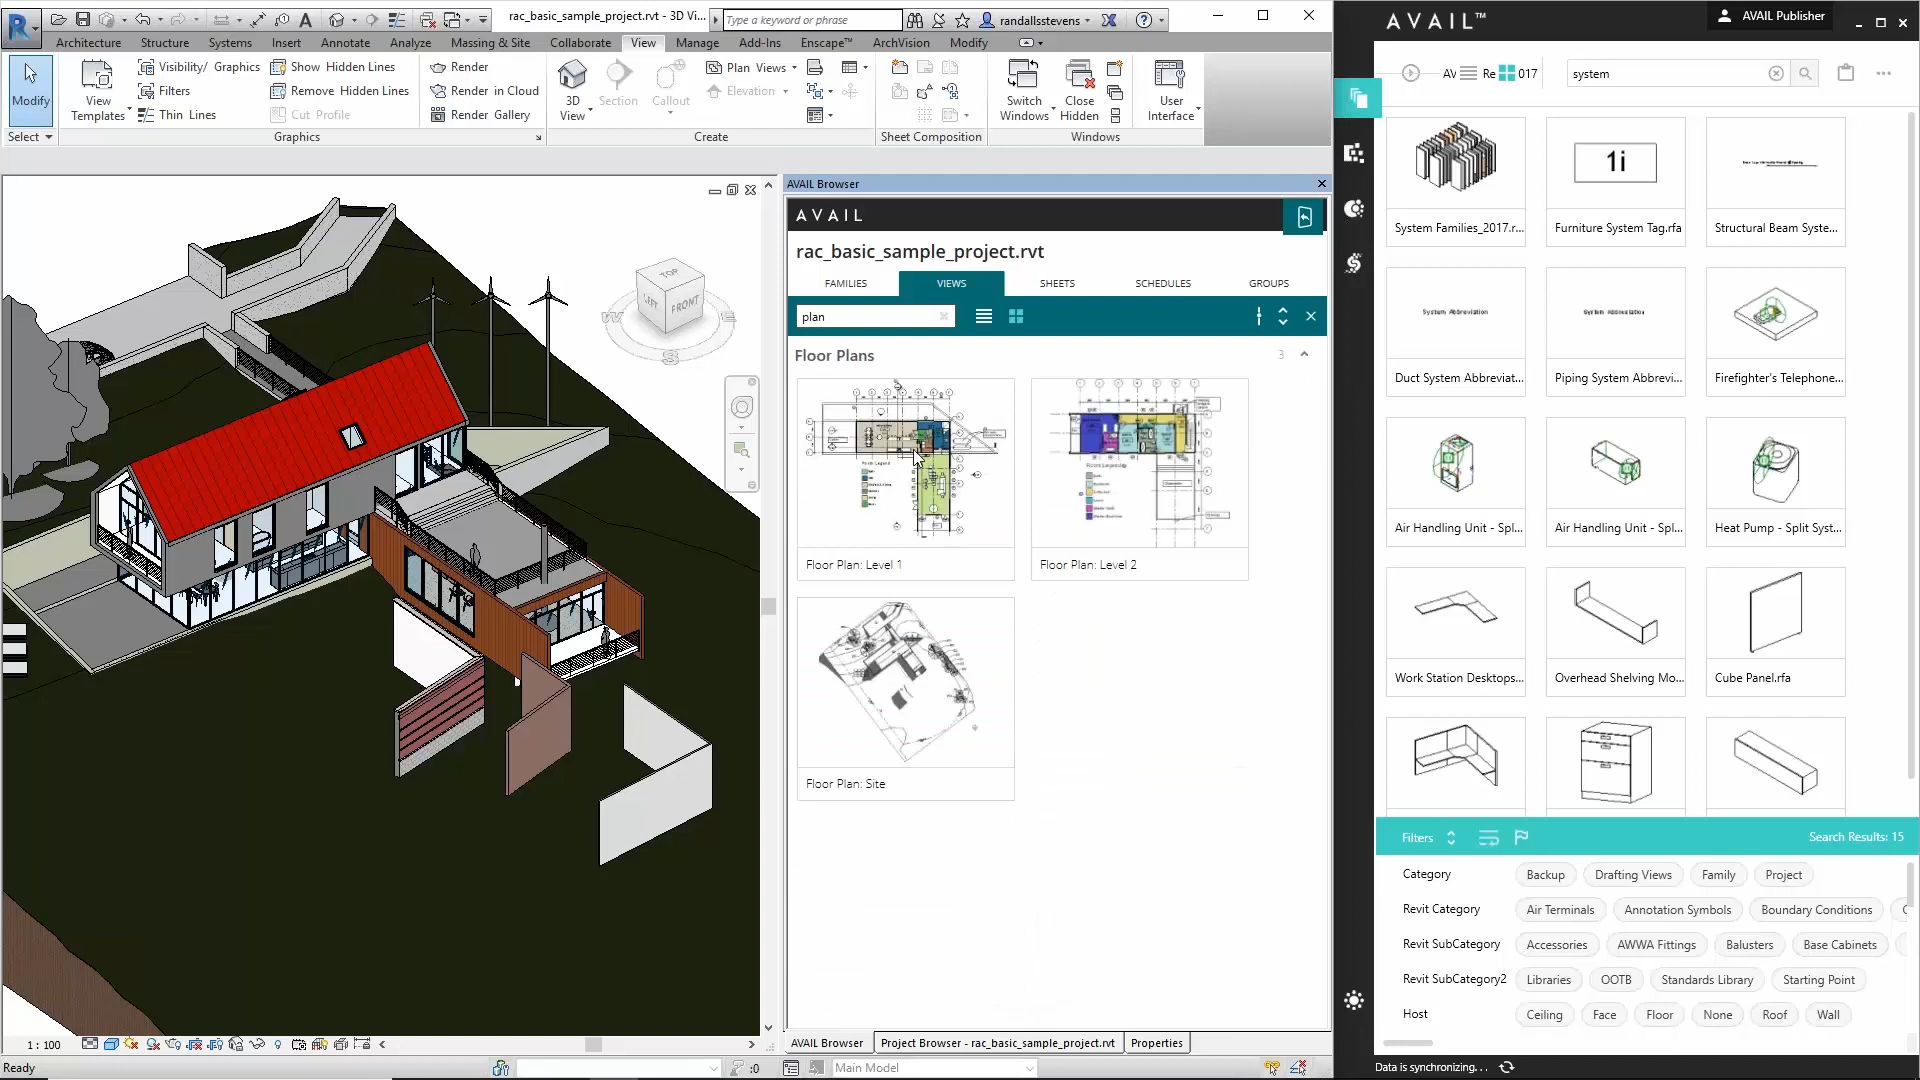 R
rac_basic_sample_project.rvt - 3D Vi...
Type a keyword or phrase
randallsstevens
Architecture
Structure
Systems
Insert
Annotate
Analyze
Massing & Site
Collaborate
View
Manage
Add-Ins
Enscape™
ArchVision
Modify
Modify
View
Templates
Visibility/ Graphics
Filters
Thin Lines
Show Hidden Lines
Remove Hidden Lines
Cut Profile
Render
Render in Cloud
Render Gallery
3D
View
Section
Callout
Plan Views
Elevation
Switch
Windows
Close
Hidden
User
Interface
Select
Graphics
Create
Sheet Composition
Windows
TOP
LEFT
FRONT
W
E
S
AVAIL Browser
AVAIL
rac_basic_sample_project.rvt
FAMILIES
VIEWS
SHEETS
SCHEDULES
GROUPS
plan
Floor Plans
3
Floor Plan: Level 1
Floor Plan: Level 2
Floor Plan: Site
AVAIL Browser
Project Browser - rac_basic_sample_project.rvt
Properties
1 : 100
Ready
:0
Main Model
AVAIL™
AVAIL Publisher
AV
Re
017
system
System Families_2017.r...
1i
Furniture System Tag.rfa
Structural Beam Syste...
System Abbreviation
Duct System Abbreviat...
System Abbreviation
Piping System Abbrevi...
Firefighter's Telephone...
Air Handling Unit - Spl...
Air Handling Unit - Spl...
Heat Pump - Split Syst...
Work Station Desktops...
Overhead Shelving Mo...
Cube Panel.rfa
Filters
Search Results: 15
Category
Backup
Drafting Views
Family
Project
Revit Category
Air Terminals
Annotation Symbols
Boundary Conditions
Revit SubCategory
Accessories
AWWA Fittings
Balusters
Base Cabinets
Revit SubCategory2
Libraries
OOTB
Standards Library
Starting Point
Host
Ceiling
Face
Floor
None
Roof
Wall
Data is synchronizing...